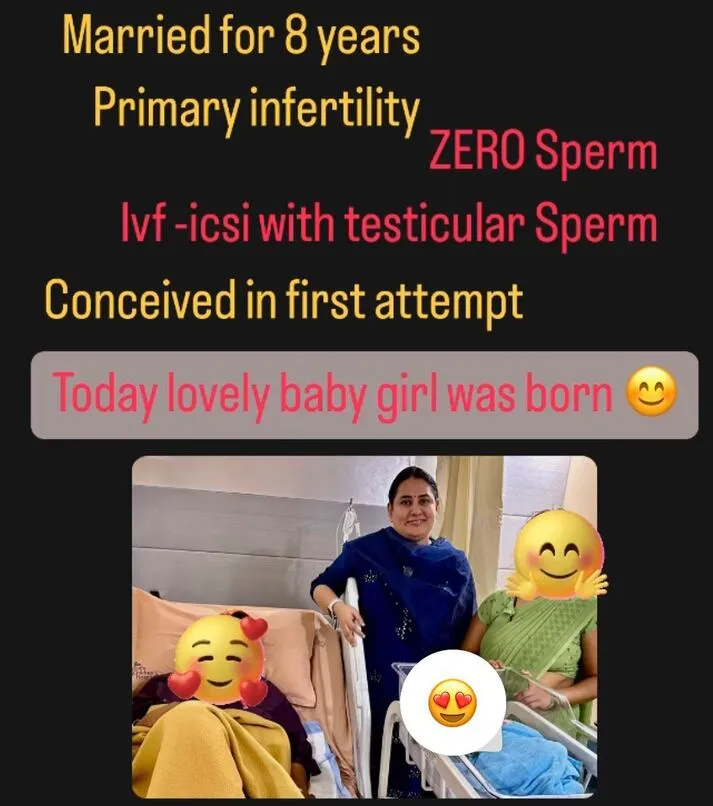 Married for 8 years
Primary infertility
ZERO Sperm
Ivf -icsi with testicular Sperm
Conceived in first attempt
Today lovely baby girl was born 😊